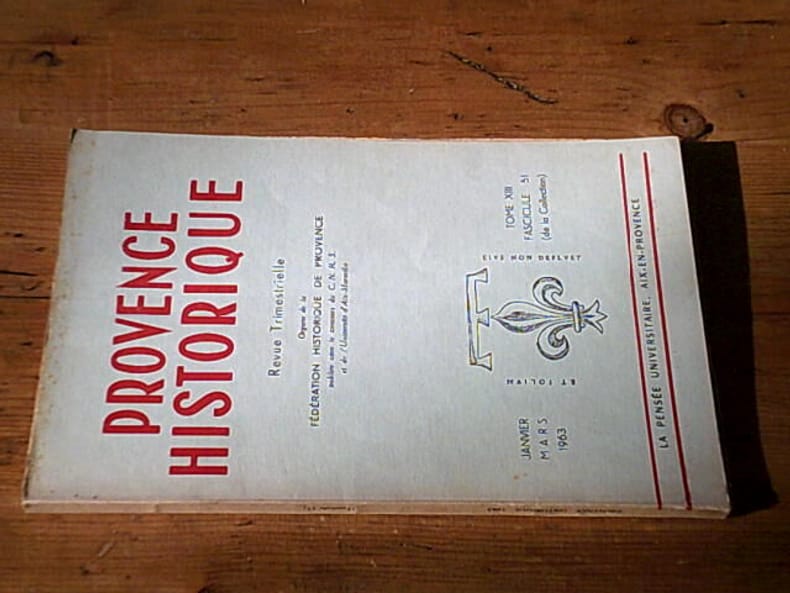 PROVENCE
HISTORIQUE
Revue Trimestrielle
Organe de la
FÉDÉRATION HISTORIQUE DE PROVENCE
publiée avec le concours du C.N.R.S.
et de l'Université d'Aix-Marseille
JANVIER
MARS
1963
ET FOLIVM
EIVS NON DEFLVET
TOME XIII
FASCICULE 51
(de la Collection)
LA PENSÉE UNIVERSITAIRE, AIX-EN-PROVENCE